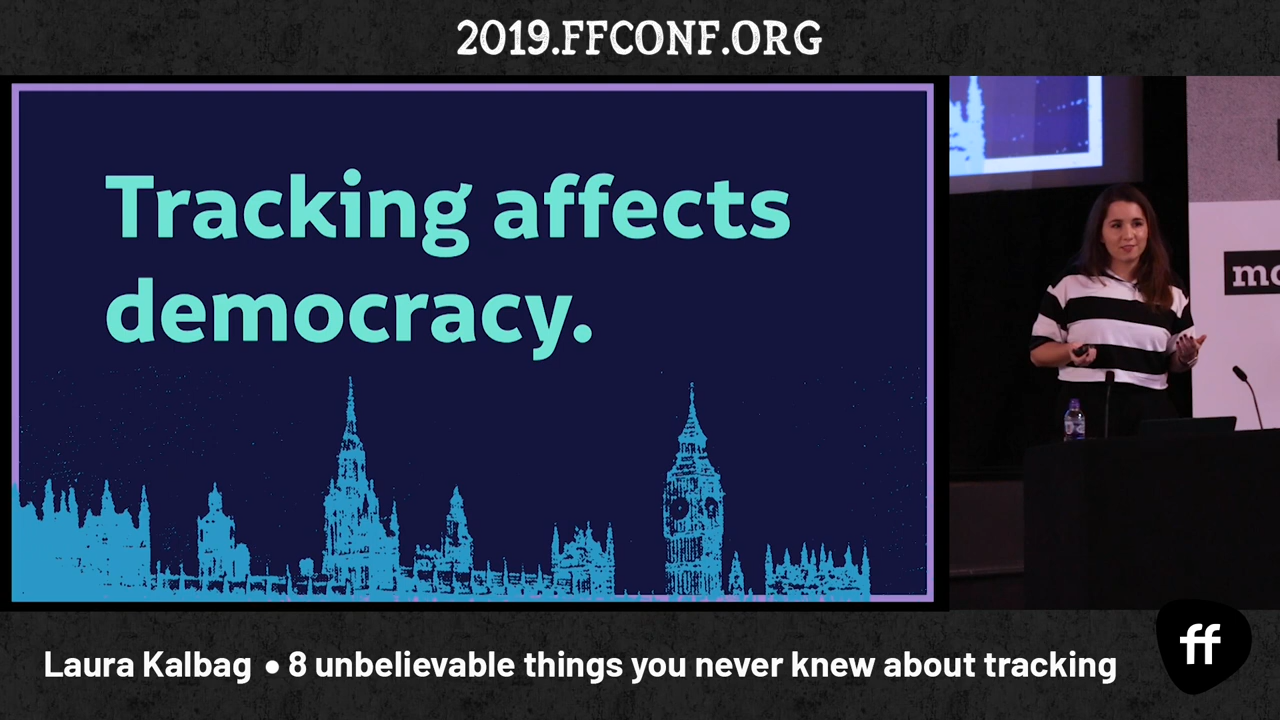 2019.FFCONF.ORG
Tracking affects
democracy.
Laura Kalbag • 8 unbelievable things you never knew about tracking
ff